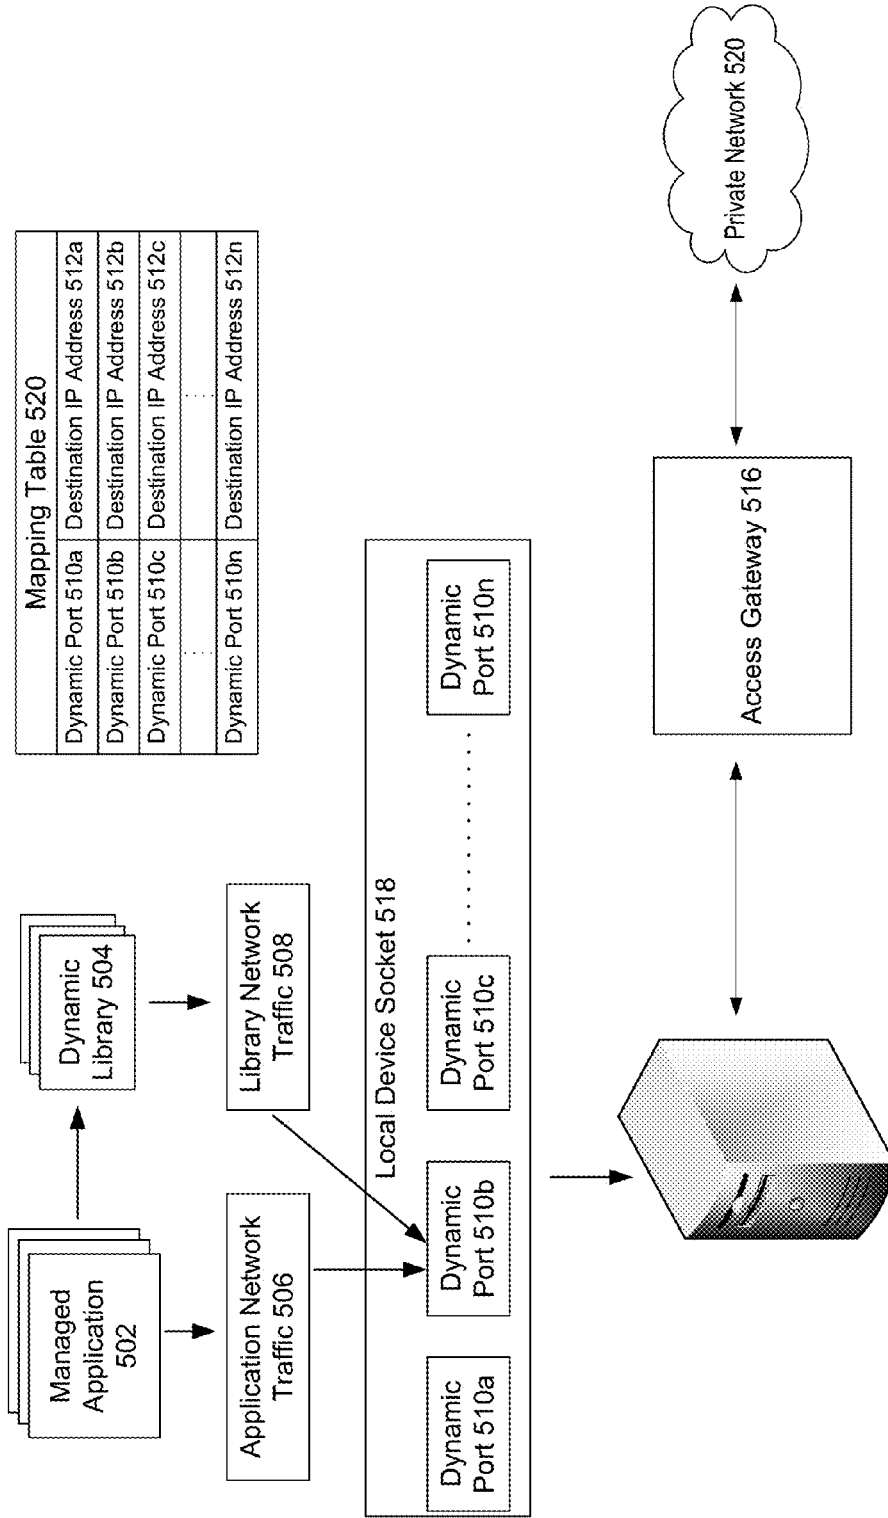 Managed
Application
502
Dynamic
Library 504
Mapping Table 520
Dynamic Port 510a
Destination IP Address 512a
Dynamic Port 510b
Destination IP Address 512b
Dynamic Port 510c
Destination IP Address 512c
Dynamic Port 510n
Destination IP Address 512n
Application Network
Traffic 506
Library Network
Traffic 508
Local Device Socket 518
Dynamic
Port 510a
Dynamic
Port 510b
Dynamic
Port 510c
Dynamic
Port 510n
Access Gateway 516
Private Network 520